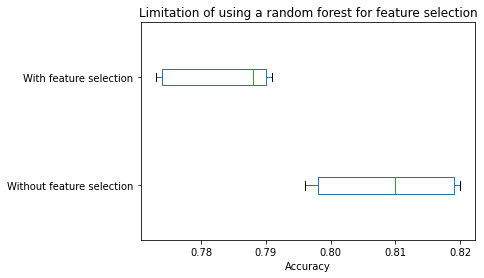 Limitation of using a random forest for feature selection
With feature selection
Without feature selection
0.78 0.79 0.80 0.81 0.82
Accuracy